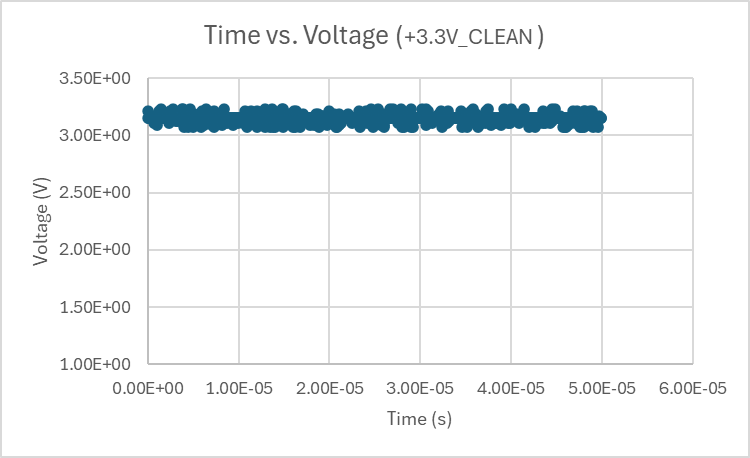 Time vs. Voltage (+3.3V_CLEAN )
3.50E+00
3.00E+00
2.50E+00
2.00E+00
1.50E+00
1.00E+00
Voltage (V)
0.00E+00 1.00E-05 2.00E-05 3.00E-05 4.00E-05 5.00E-05 6.00E-05
Time (s)